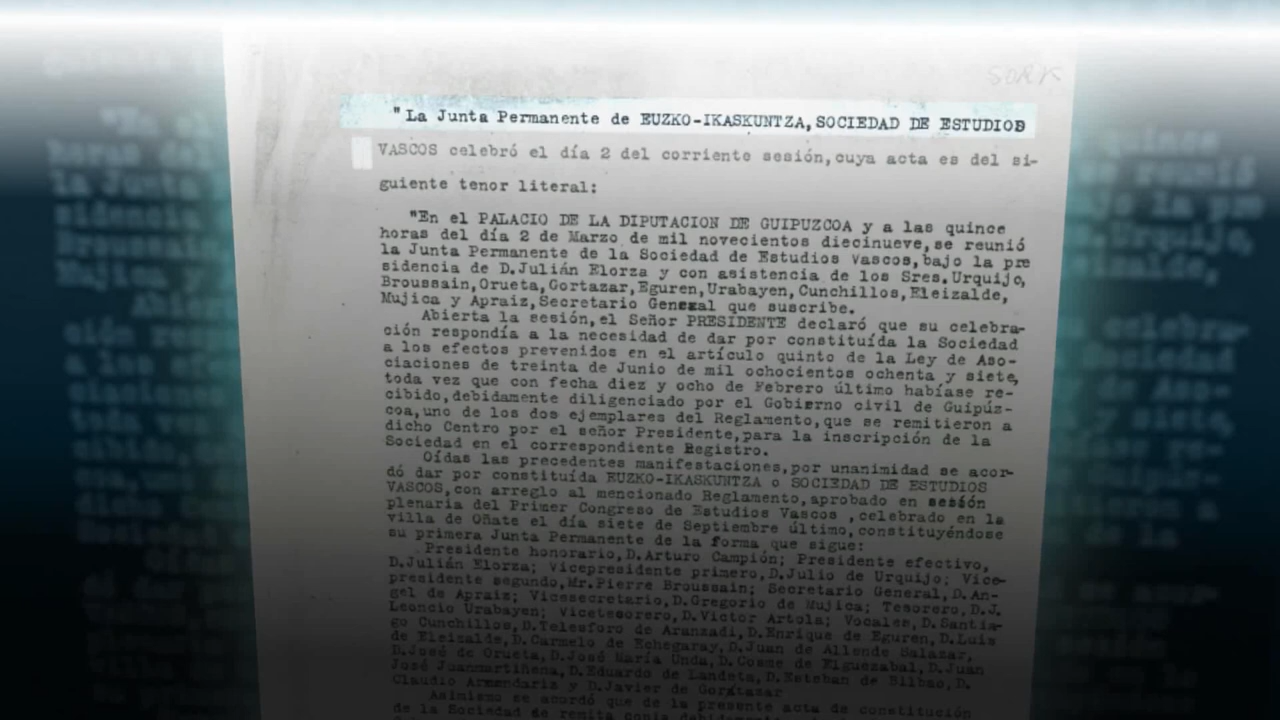 "La Junta Permanente de EUZKO-IKASKUNTZA, SOCIEDAD DE ESTUDIOS
VASCOS celebró el día 2 del corriente sesión, cuya acta es del si-
guiente tenor literal:
"En el PALACIO DE LA DIPUTACION DE GUIPUZCOA y a las quince
horas del día 2 de Marzo de mil novecientos diecinueve, se reunió
la Junta Permanente de la Sociedad de Estudios Vascos, bajo la pre
sidencia de D.Julián Elorza y con asistencia de los Sres.Urquijo,
Broussain, Orueta, Gortazar, Eguren, Urabayen, Cunchillos, Eleizalde,
Mujica y Apraiz, Secretario General que suscribe.
Abierta la sesión, el Señor PRESIDENTE declaró que su celebra-
ción respondía a la necesidad de dar por constituída la Sociedad
a los efectos prevenidos en el artículo quinto de la Ley de Aso-
ciaciones de treinta de Junio de mil ochocientos ochenta y siete,
toda vez que con fecha diez y ocho de Febrero último habíase re-
cibido, debidamente diligenciado por el Gobierno civil de Guipúz-
coa, uno de los dos ejemplares del Reglamento, que se remitieron a
dicho Centro por el señor Presidente, para la inscripción de la
Sociedad en el correspondiente Registro.
Oídas las precedentes manifestaciones, por unanimidad se acor-
dó dar por constituída EUZKO-IKASKUNTZA o SOCIEDAD DE ESTUDIOS
VASCOS, con arreglo al mencionado Reglamento, aprobado en sesión
plenaria del Primer Congreso de Estudios Vascos , celebrado en la
villa de Oñate el día siete de Septiembre último, constituyéndose
su primera Junta Permanente de la forma que sigue:
Presidente honorario, D.Arturo Campión; Presidente efectivo,
D.Julián Elorza; Vicepresidente primero, D.Julio de Urquijo; Vice-
presidente segundo, Mr.Pierre Broussain; Secretario General, D.An-
gel de Apraiz; Vicesecretario, D.Gregorio de Mujica; Tesorero, D.J.
Leoncio Urabayen; Vicetesorero, D.Victor Artola; Vocales, D.Santia-
go Cunchillos, D.Telesforo de Aranzadi, D.Enrique de Eguren, D.Luis
de Eleizalde, D.Carmelo de Echegaray, D.Juan de Allende Salazar,
D.José de Orueta, D.José María Unda, D.Cosme de Elguezabal, D.Juan
José Juanmartiñena, D.Eduardo de Landeta, D.Esteban de Bilbao, D.
Claudio Armendariz y D.Javier de Gortazar
Asimismo se acordó que de la presente acta de constitución
de la Sociedad se remita copia debidamente